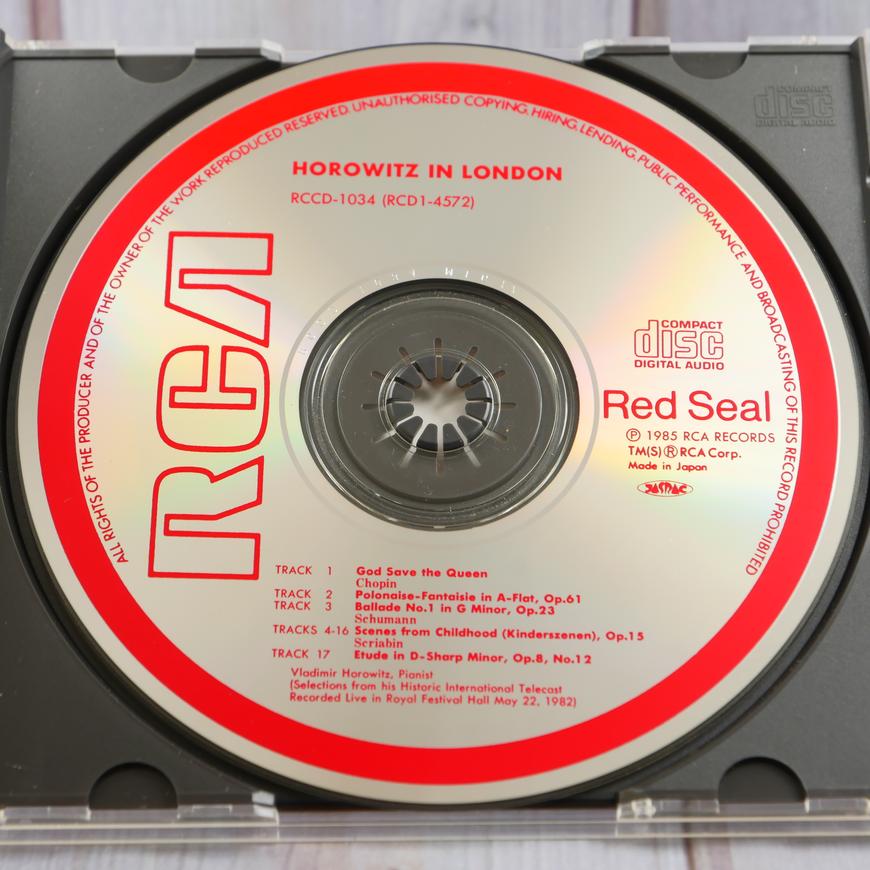 ALL RIGHTS OF THE PRODUCER AND OF THE OWNER OF THE WORK REPRODUCED RESERVED. UNAUTHORISED COPYING, HIRING, LENDING, PUBLIC PERFORMANCE AND BROADCASTING OF THIS RECORD PROHIBITED
HOROWITZ IN LONDON
RCCD-1034 (RCD1-4572)
RCA
COMPACT
disc
DIGITAL AUDIO
Red Seal
Ⓟ 1985 RCA RECORDS
TM(S)®RCA Corp.
Made in Japan
JASRAC
TRACK 1 God Save the Queen
Chopin
TRACK 2 Polonaise-Fantaisie in A-Flat, Op.61
TRACK 3 Ballade No.1 in G Minor, Op.23
Schumann
TRACKS 4-16 Scenes from Childhood (Kinderszenen), Op.15
Scriabin
TRACK 17 Etude in D-Sharp Minor, Op.8, No.12
Vladimir Horowitz, Pianist
(Selections from his Historic International Telecast
Recorded Live in Royal Festival Hall May 22, 1982)
COMPACT
disc
DIGITAL AUDIO